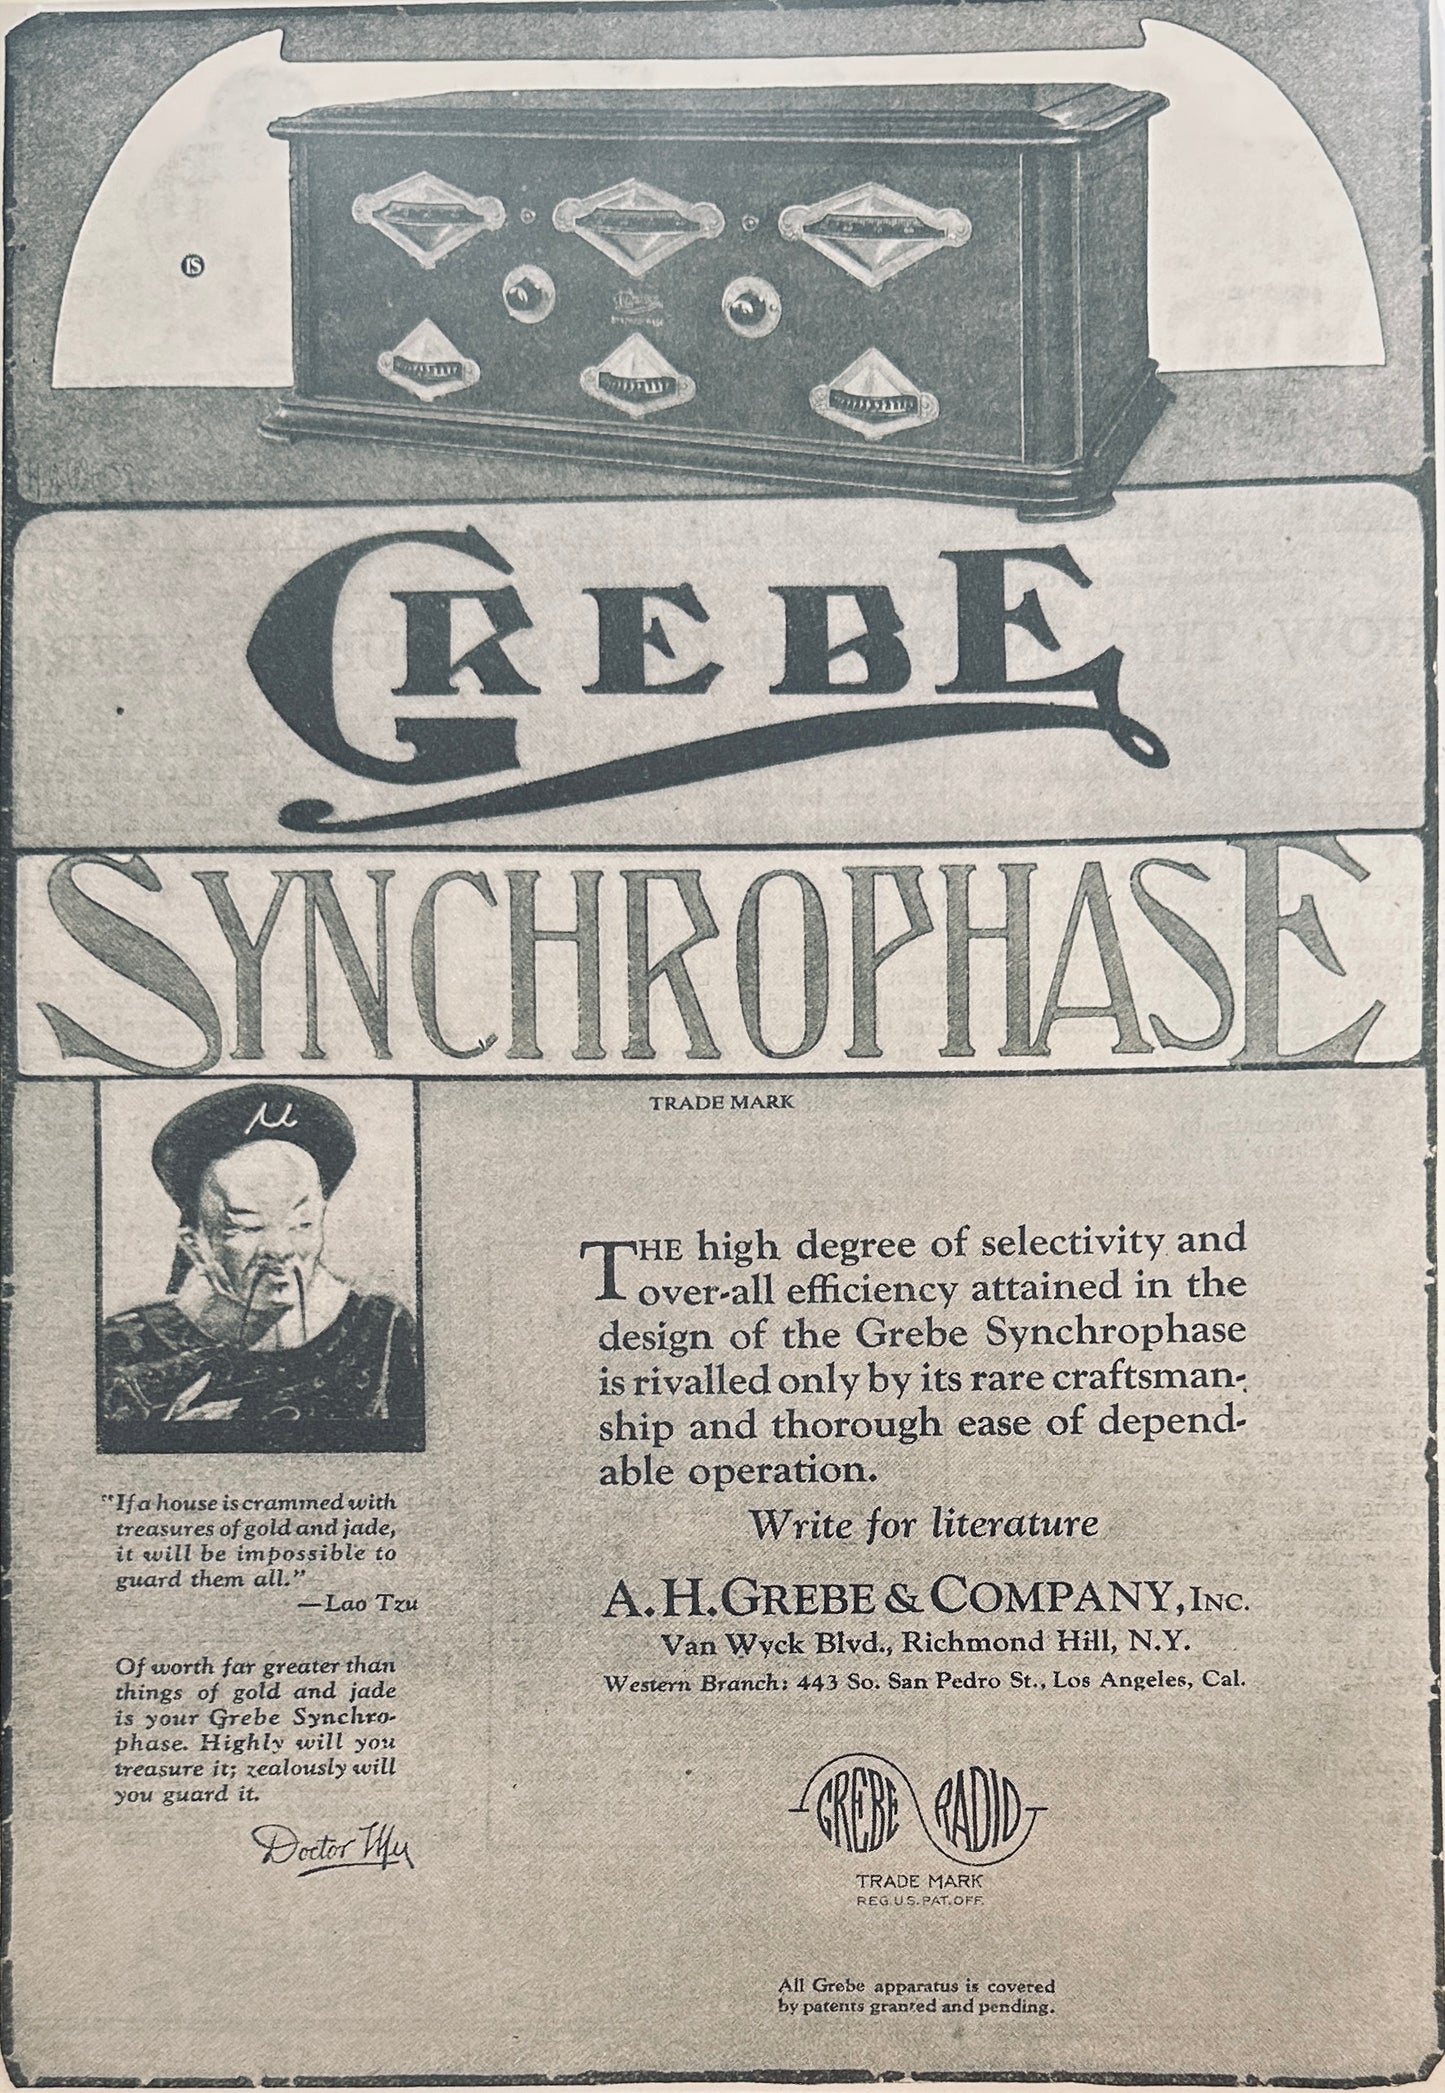 IS
GREBE
SYNCHROPHASE
TRADE MARK
μ
THE high degree of selectivity and
over-all efficiency attained in the
design of the Grebe Synchrophase
is rivalled only by its rare craftsman-
ship and thorough ease of depend-
able operation.
Write for literature
A. H. GREBE & COMPANY, INC.
Van Wyck Blvd., Richmond Hill, N.Y.
Western Branch: 443 So. San Pedro St., Los Angeles, Cal.
"If a house is crammed with
treasures of gold and jade,
it will be impossible to
guard them all."
—Lao Tzu
Of worth far greater than
things of gold and jade
is your Grebe Synchro-
phase. Highly will you
treasure it; zealously will
you guard it.
Doctor Mu
GREBE RADIO
TRADE MARK
REG. U.S. PAT. OFF.
All Grebe apparatus is covered
by patents granted and pending.